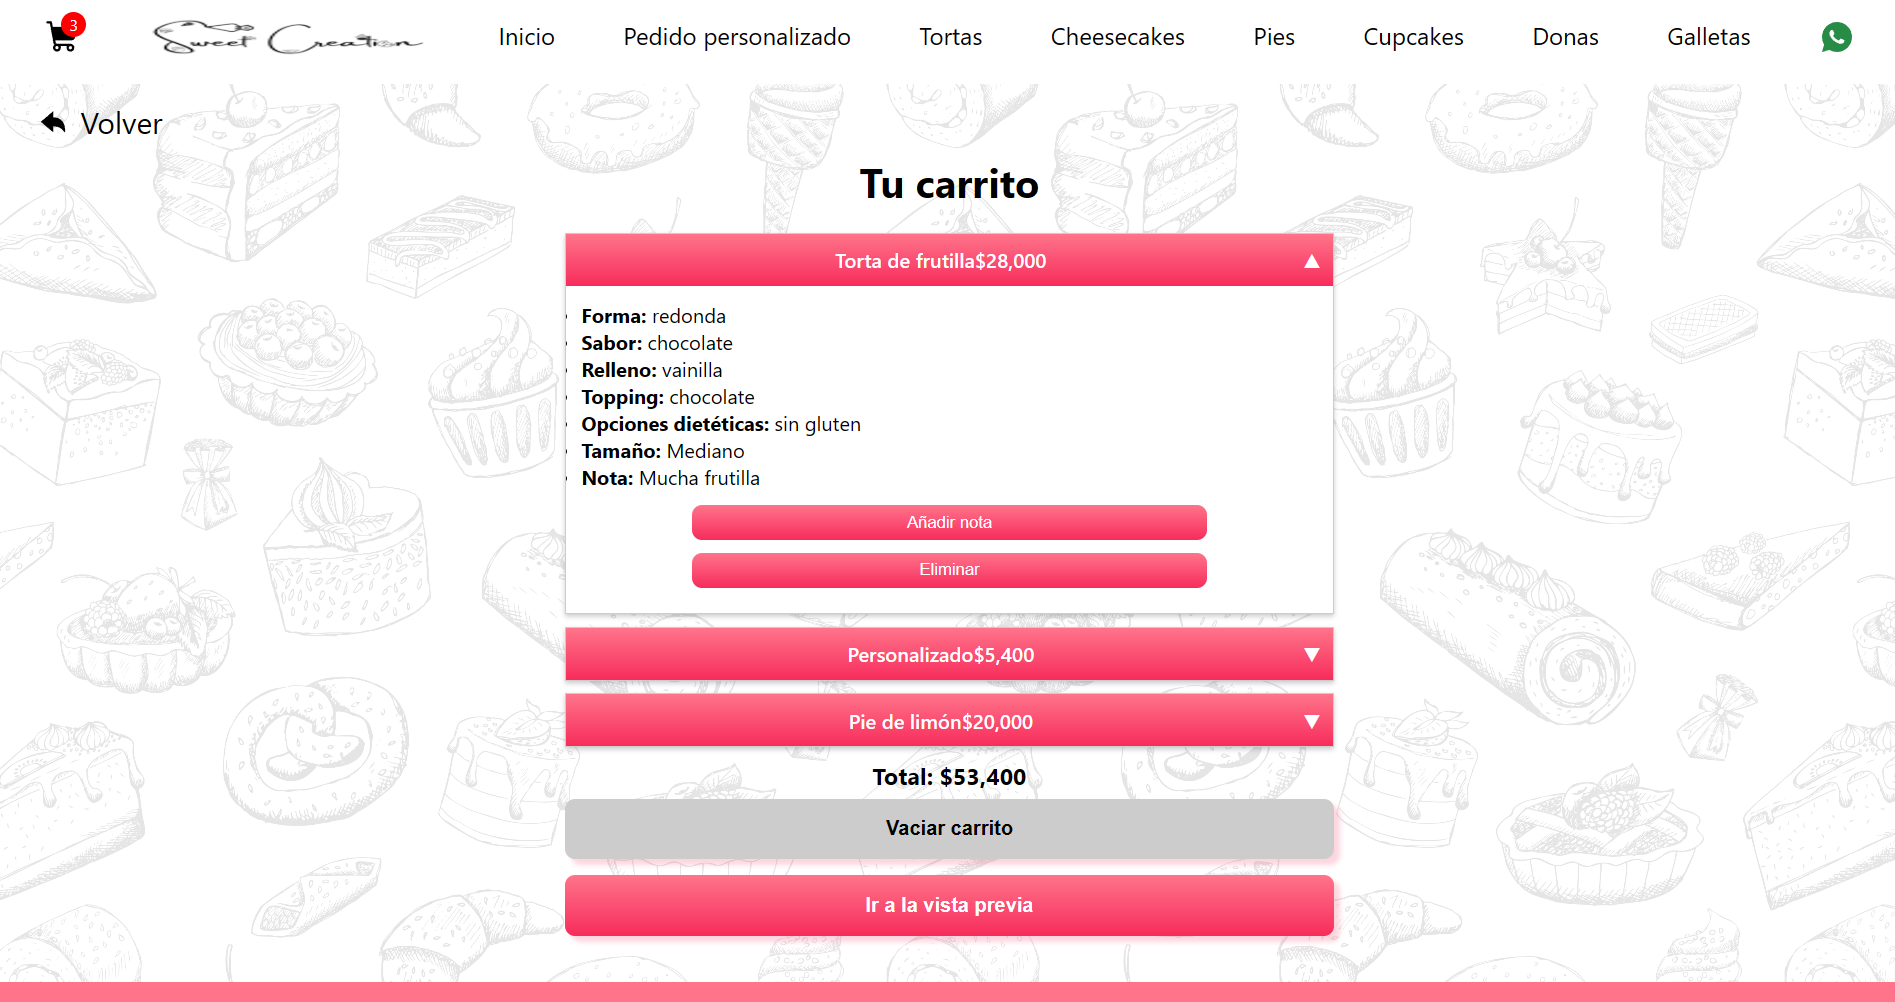 3
Sweet Creation
Inicio
Pedido personalizado
Tortas
Cheesecakes
Pies
Cupcakes
Donas
Galletas
Volver
Tu carrito
Torta de frutilla$28,000 ▲
Forma: redonda
Sabor: chocolate
Relleno: vainilla
Topping: chocolate
Opciones dietéticas: sin gluten
Tamaño: Mediano
Nota: Mucha frutilla
Añadir nota
Eliminar
Personalizado$5,400 ▼
Pie de limón$20,000 ▼
Total: $53,400
Vaciar carrito
Ir a la vista previa